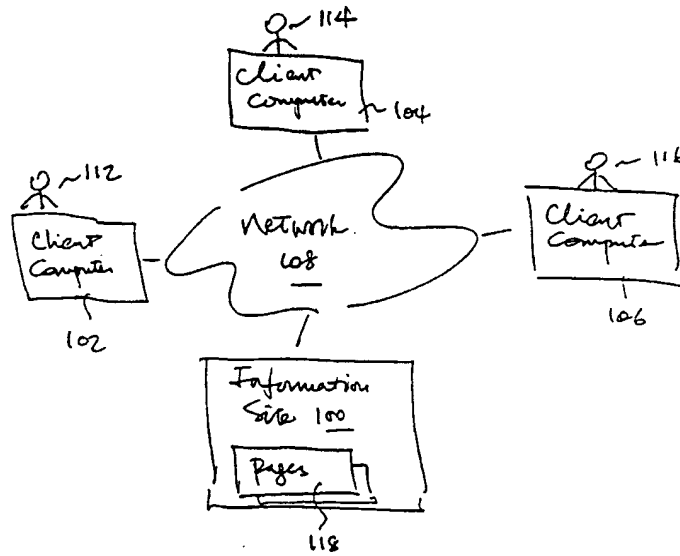 114
Client
Computer
104
112
Client
Computer
102
Network.
108
116
Client
Computer
106
Information
Site 100
Pages
118